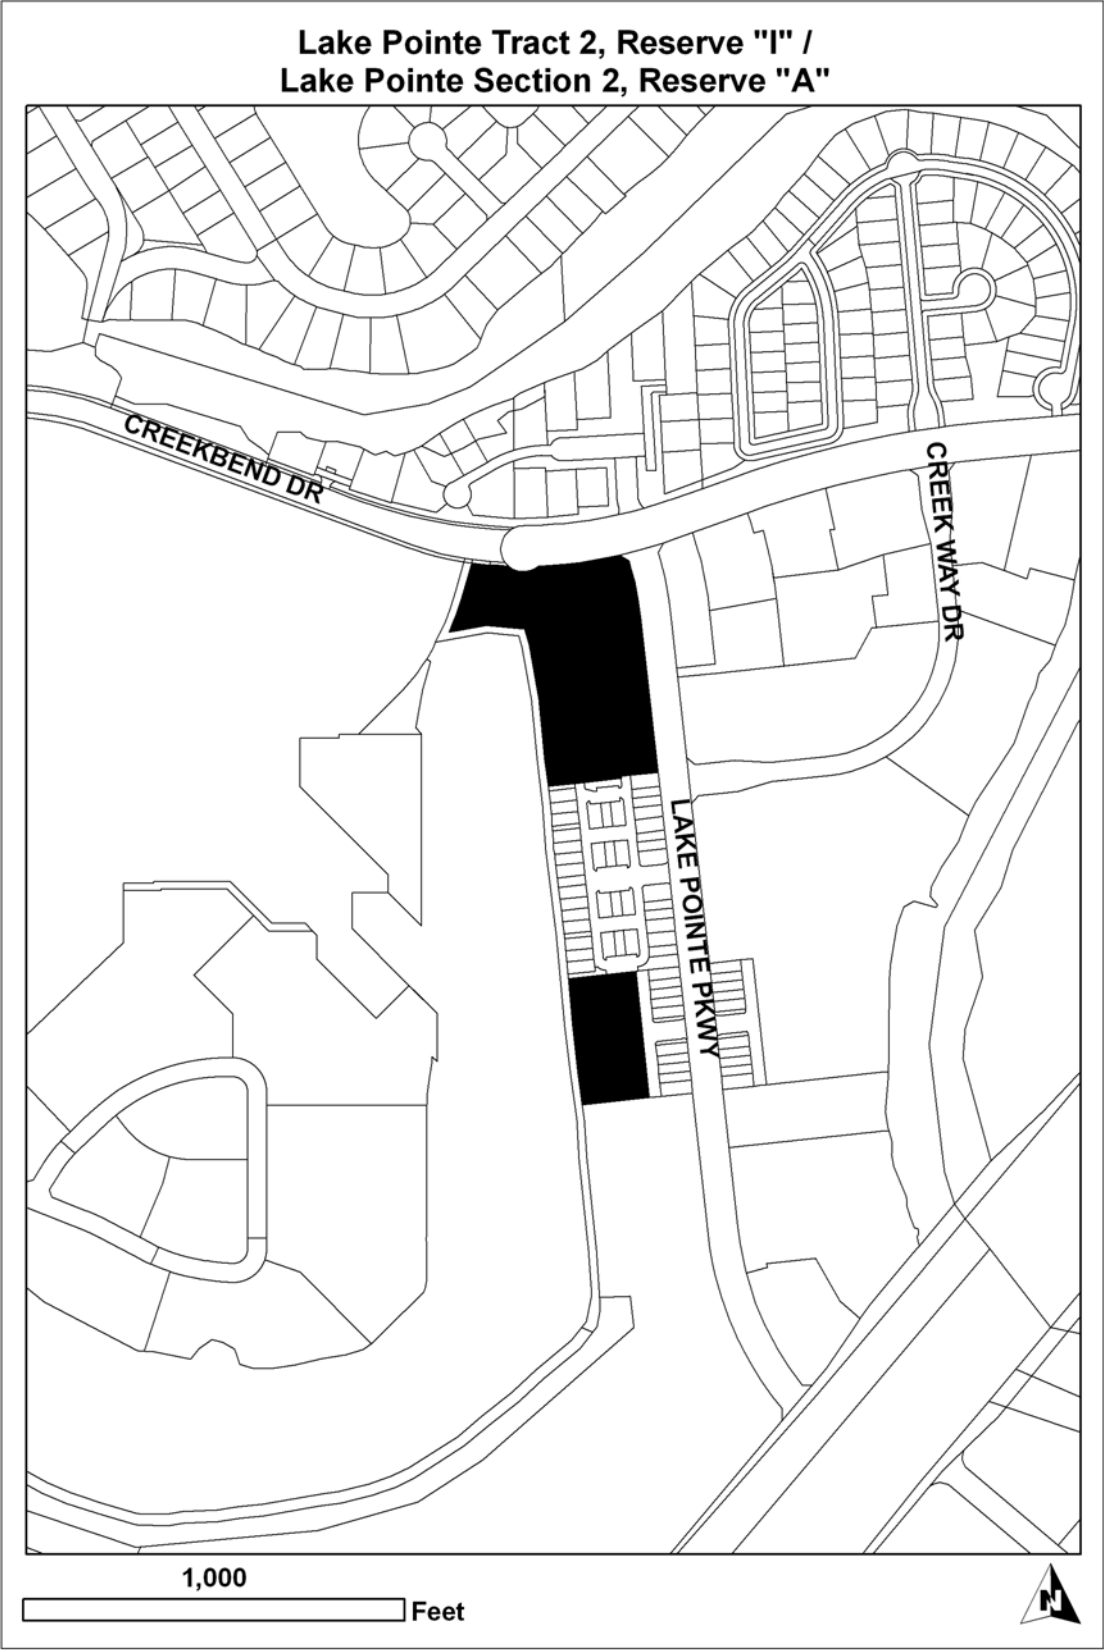 Lake Pointe Tract 2, Reserve "I" /
Lake Pointe Section 2, Reserve "A"
CREEKBEND DR
CREEK WAY DR
LAKE POINTE PKWY
1,000
Feet
N